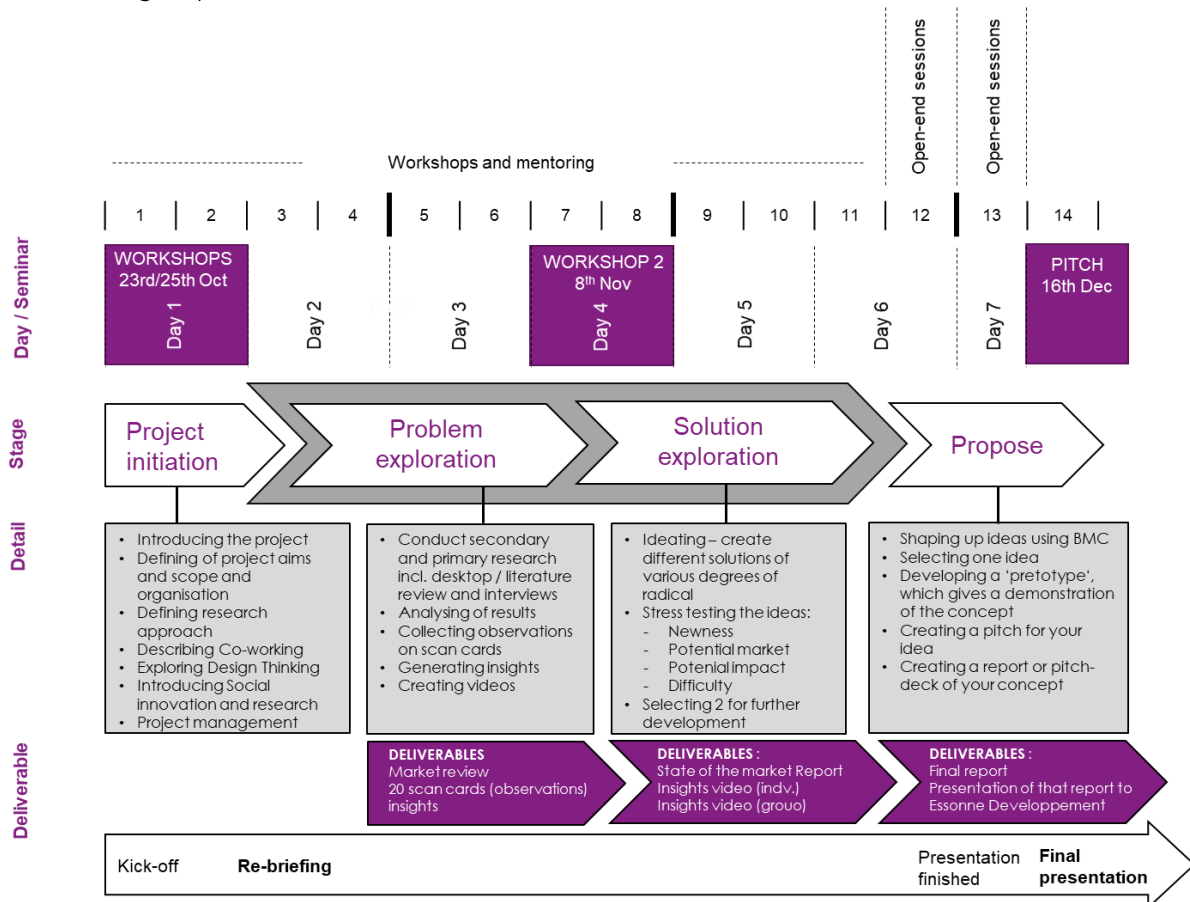 Open-end sessions
Open-end sessions
Workshops and mentoring
1 2 3 4 5 6 7 8 9 10 11 12 13 14
Day / Seminar
WORKSHOPS
23rd/25th Oct
Day 1
Day 2
Day 3
WORKSHOP 2
8th Nov
Day 4
Day 5
Day 6
Day 7
PITCH
16th Dec
Stage
Project
initiation
Problem
exploration
Solution
exploration
Propose
Detail
• Introducing the project
• Defining of project aims
and scope and
organisation
• Defining research
approach
• Describing Co-working
• Exploring Design Thinking
• Introducing Social
innovation and research
• Project management
• Conduct secondary
and primary research
incl. desktop / literature
review and interviews
• Analysing of results
• Collecting observations
on scan cards
• Generating insights
• Creating videos
• Ideating – create
different solutions of
various degrees of
radical
• Stress testing the ideas:
- Newness
- Potential market
- Potenial impact
- Difficulty
• Selecting 2 for further
development
• Shaping up ideas using BMC
• Selecting one idea
• Developing a ‘pretotype‘,
which gives a demonstration
of the concept
• Creating a pitch for your
idea
• Creating a report or pitch-
deck of your concept
Deliverable
DELIVERABLES
Market review
20 scan cards (observations)
insights
DELIVERABLES :
State of the market Report
Insights video (indv.)
Insights video (grouo)
DELIVERABLES :
Final report
Presentation of that report to
Essonne Developpement
Kick-off
Re-briefing
Presentation
finished
Final
presentation